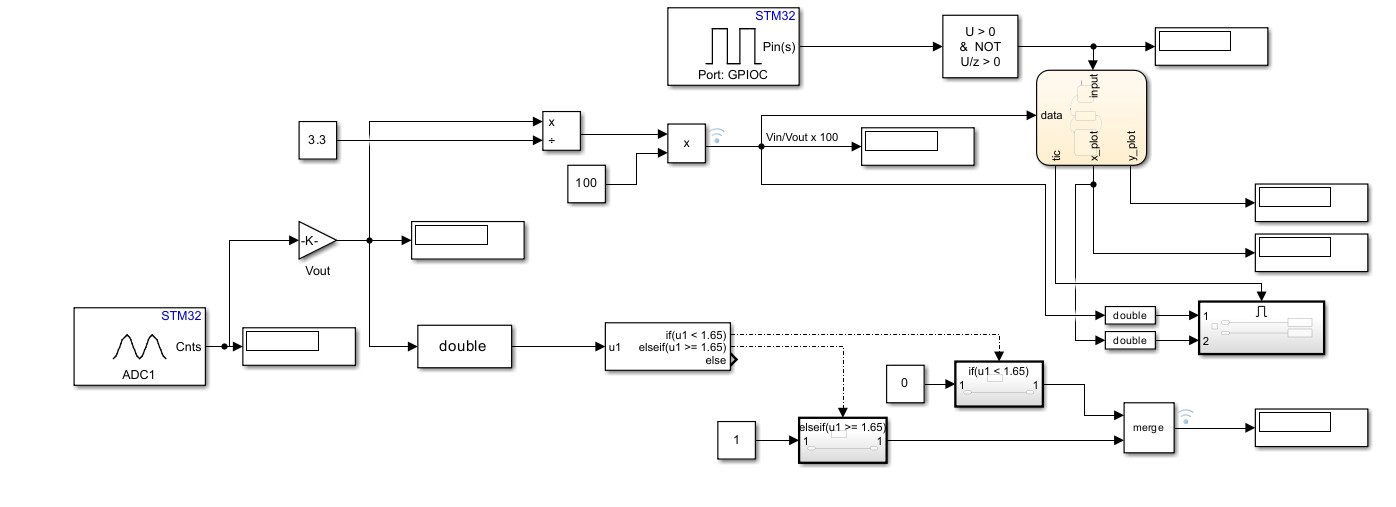 STM32
Pin(s)
Port: GPIOC
U > 0
& NOT
U/z > 0
input
data
tic
x_plot
y_plot
3.3
x
÷
100
x
Vin/Vout x 100
-K-
Vout
STM32
Cnts
ADC1
double
u1
if(u1 < 1.65)
elseif(u1 >= 1.65)
else
double
double
1
2
0
if(u1 < 1.65)
1
1
1
elseif(u1 >= 1.65)
1
1
merge